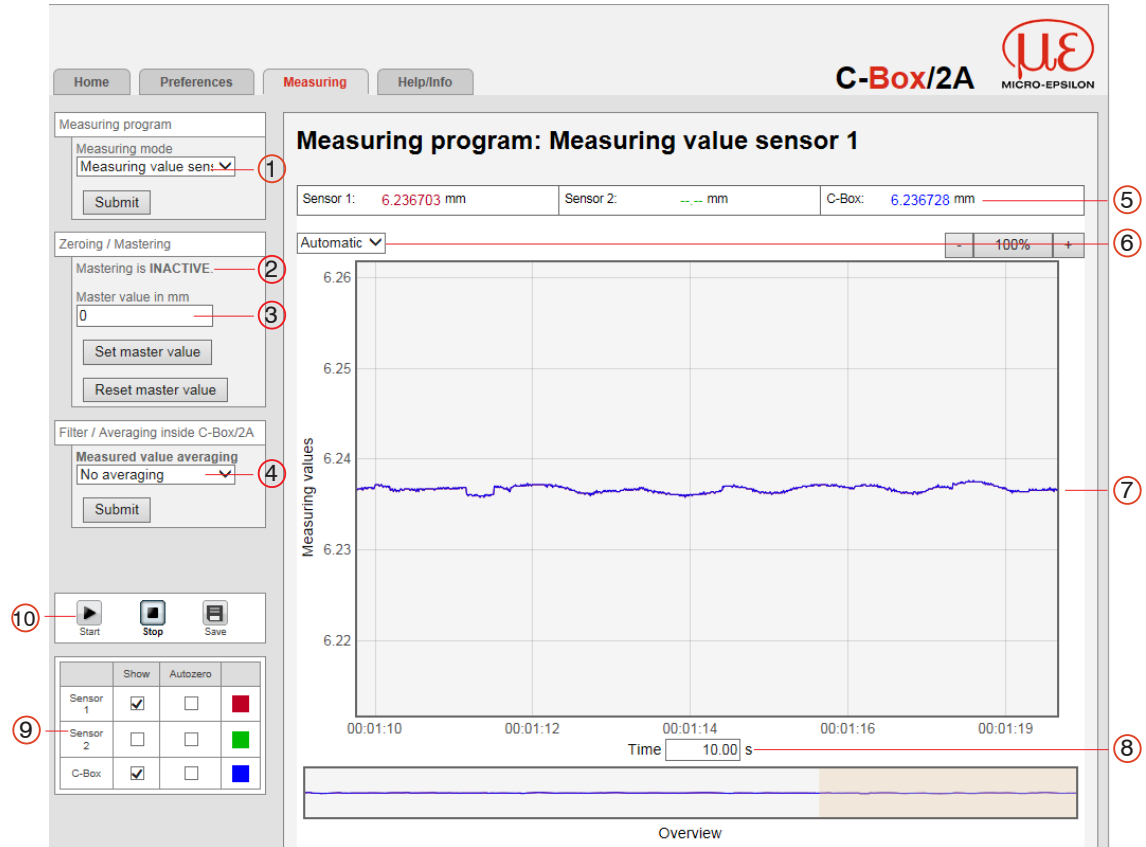 Home
Preferences
Measuring
Help/Info
C-Box/2A
με
MICRO-EPSILON
Measuring program
Measuring mode
Measuring value sen:
1
Submit
Zeroing / Mastering
Mastering is INACTIVE.
2
Master value in mm
0
3
Set master value
Reset master value
Filter / Averaging inside C-Box/2A
Measured value averaging
No averaging
4
Submit
10
Start
Stop
Save
Show Autozero
Sensor
1
9
Sensor
2
C-Box
Measuring program: Measuring value sensor 1
Sensor 1: 6.236703 mm
Sensor 2: --.-- mm
C-Box: 6.236728 mm
5
Automatic
6
- 100% +
6.26
6.25
6.24
6.23
6.22
Measuring values
7
00:01:10 00:01:12 00:01:14 00:01:16 00:01:19
Time 10.00 s
8
Overview